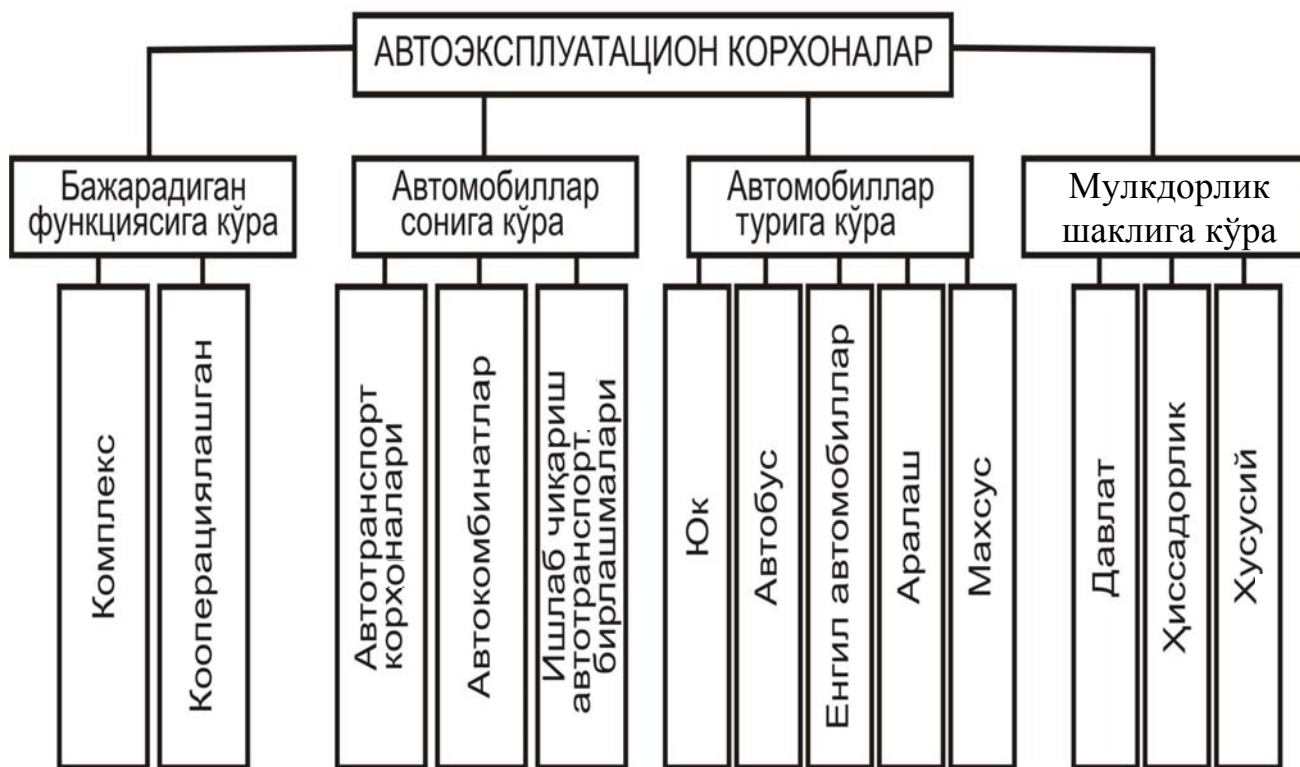 АВТОЭКСПЛУАТАЦИОН КОРХОНАЛАР
Бажарадиган
функциясига кўра
Автомобиллар
сонига кўра
Автомобиллар
турига кўра
Мулкдорлик
шаклига кўра
Комплекс
Кооперациялашган
Автотранспорт
корхоналари
Автокомбинатлар
Ишлаб чиқариш
автотранспорт.
бирлашмалари
Юк
Автобус
Енгил автомобиллар
Аралаш
Махсус
Давлат
Ҳиссадорлик
Хусусий